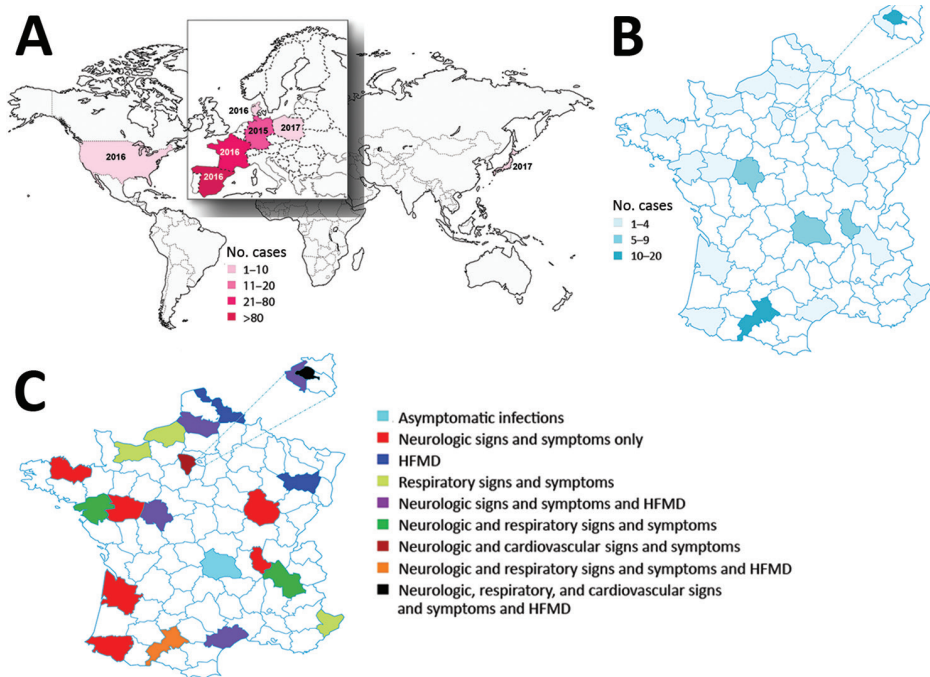 A
2016
2016
2015
2017
2016
2016
2017
No. cases
1–10
11–20
21–80
>80
B
No. cases
1–4
5–9
10–20
C
Asymptomatic infections
Neurologic signs and symptoms only
HFMD
Respiratory signs and symptoms
Neurologic signs and symptoms and HFMD
Neurologic and respiratory signs and symptoms
Neurologic and cardiovascular signs and symptoms
Neurologic and respiratory signs and symptoms and HFMD
Neurologic, respiratory, and cardiovascular signs
and symptoms and HFMD